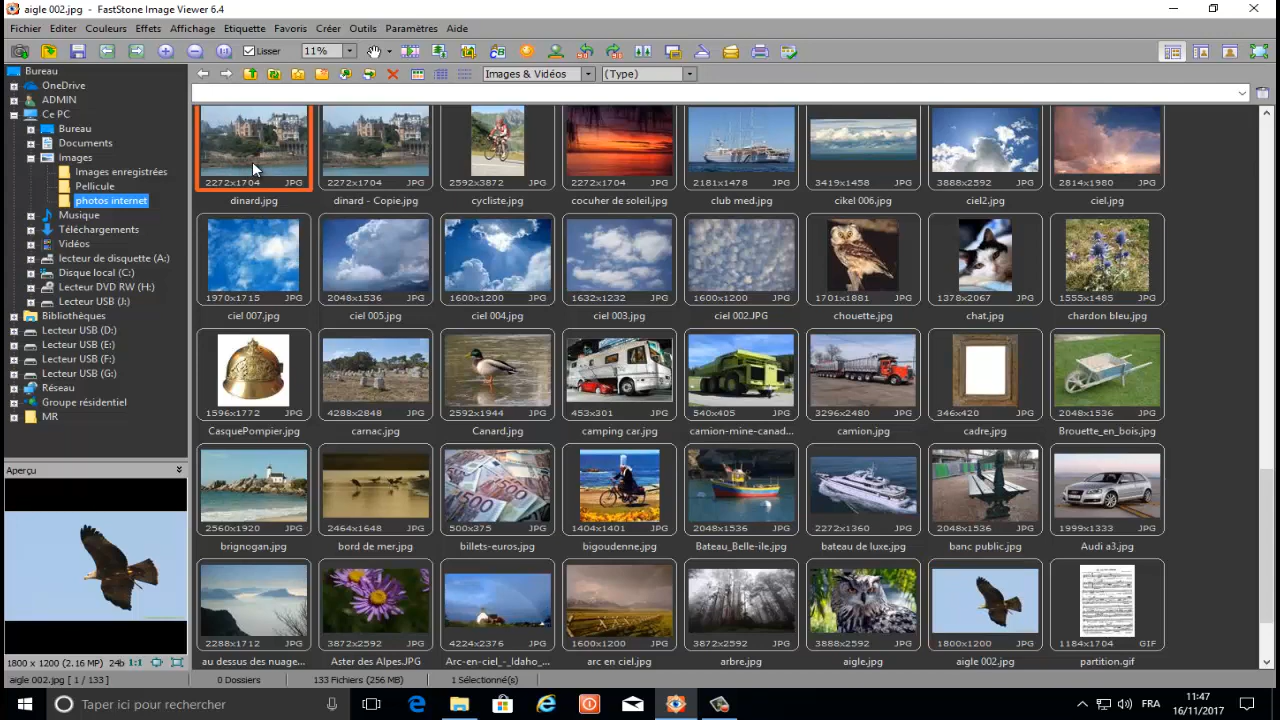 aigle 002.jpg - FastStone Image Viewer 6.4
Fichier Editer Couleurs Effets Affichage Etiquette Favoris Créer Outils Paramètres Aide
Lisser 11%
Bureau
Images & Vidéos (Type)
OneDrive
ADMIN
Ce PC
Bureau
Documents
Images
Images enregistrées
Pellicule
photos internet
Musique
Téléchargements
Vidéos
lecteur de disquette (A:)
Disque local (C:)
Lecteur DVD RW (H:)
Lecteur USB (J:)
Bibliothèques
Lecteur USB (D:)
Lecteur USB (E:)
Lecteur USB (F:)
Lecteur USB (G:)
Réseau
Groupe résidentiel
MR
2272x1704 JPG 2272x1704 JPG 2592x3872 JPG 2272x1704 JPG 2181x1478 JPG 3419x1458 JPG 3888x2592 JPG 2814x1980 JPG
dinard.jpg dinard - Copie.jpg cycliste.jpg cocuher de soleil.jpg club med.jpg cikel 006.jpg ciel2.jpg ciel.jpg
1970x1715 JPG 2048x1536 JPG 1600x1200 JPG 1632x1232 JPG 1600x1200 JPG 1701x1881 JPG 1378x2067 JPG 1555x1485 JPG
ciel 007.jpg ciel 005.jpg ciel 004.jpg ciel 003.jpg ciel 002.JPG chouette.jpg chat.jpg chardon bleu.jpg
1596x1772 JPG 4288x2848 JPG 2592x1944 JPG 453x301 JPG 540x405 JPG 3296x2480 JPG 346x420 JPG 2048x1536 JPG
CasquePompier.jpg carnac.jpg Canard.jpg camping car.jpg camion-mine-canad... camion.jpg cadre.jpg Brouette_en_bois.jpg
2560x1920 JPG 2464x1648 JPG 500x375 JPG 1404x1401 JPG 2048x1536 JPG 2272x1360 JPG 2048x1536 JPG 1999x1333 JPG
brignogan.jpg bord de mer.jpg billets-euros.jpg bigoudenne.jpg Bateau_Belle-ile.jpg bateau de luxe.jpg banc public.jpg Audi a3.jpg
2288x1712 JPG 3872x2592 JPG 4224x2376 JPG 1600x1200 JPG 3872x2592 JPG 3888x2592 JPG 1800x1200 JPG 1184x1704 GIF
au dessus des nuage... Aster des Alpes.JPG Arc-en-ciel_-_Idaho_... arc en ciel.jpg arbre.jpg aigle.jpg aigle 002.jpg partition.gif
Aperçu
1800 x 1200 (2.16 MP) 24b 1:1
aigle 002.jpg [ 1 / 133 ] 0 Dossiers 133 Fichiers (256 MB) 1 Sélectionné(s)
Taper ici pour rechercher
FRA
11:47
16/11/2017